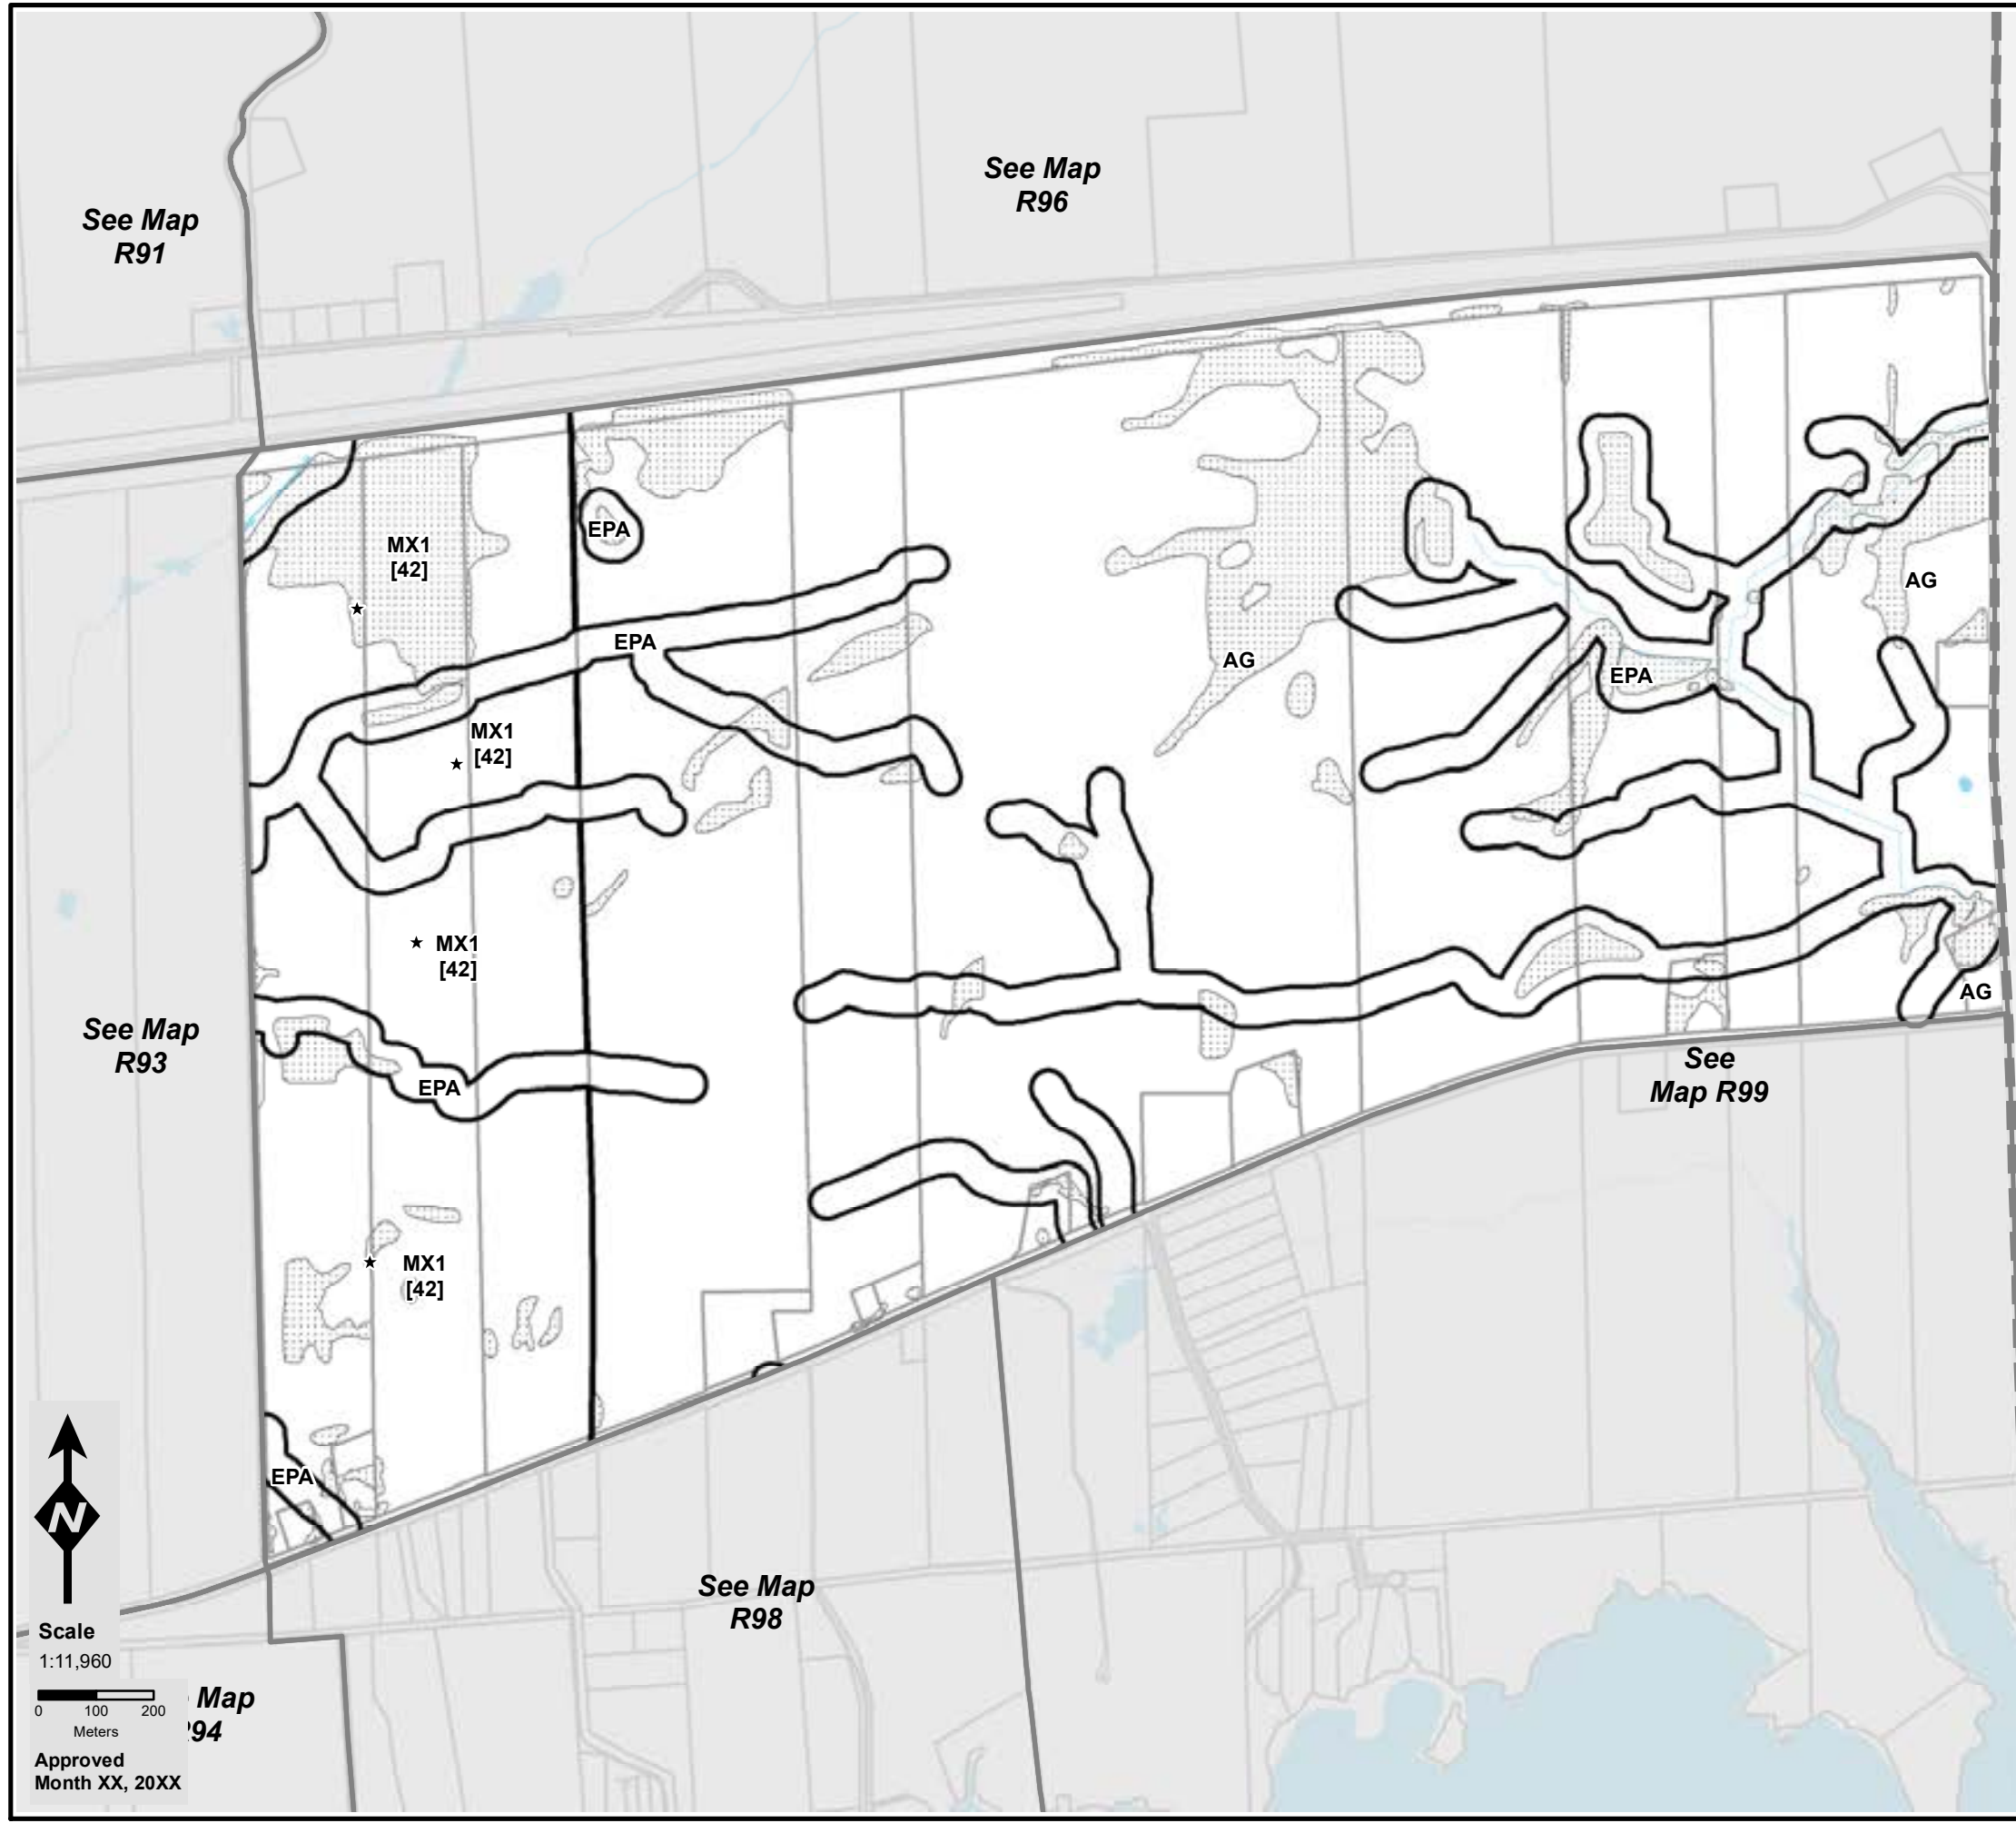 See Map
R96
See Map
R91
EPA
MX1
[42]
AG
EPA
AG
EPA
MX1
[42]
MX1
[42]
AG
See Map
R93
See
Map R99
EPA
MX1
[42]
EPA
N
See Map
R98
Scale
1:11,960
Map
94
0 100 200
Meters
Approved
Month XX, 20XX